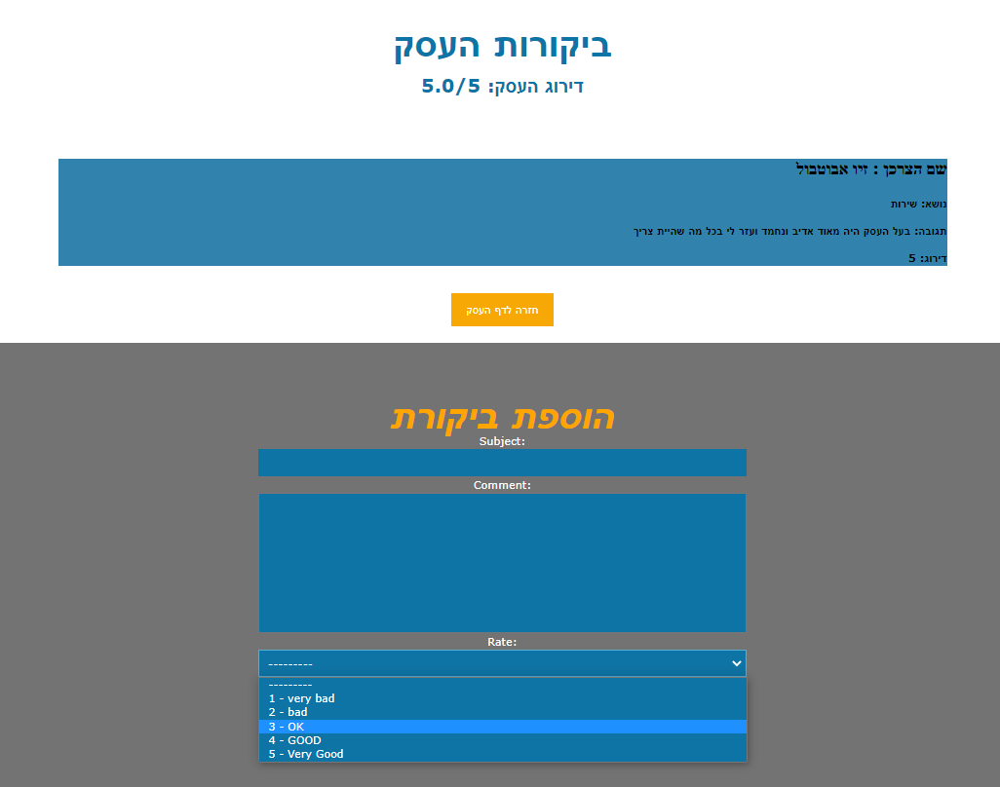 ביקורות העסק
דירוג העסק: 5.0/5
שם הצרכן : זיו אבוטבול
נושא: שירות
תגובה: בעל העסק היה מאוד אדיב ונחמד ועזר לי בכל מה שהיית צריך
דירוג: 5
חזרה לדף העסק
הוספת ביקורת
Subject:
Comment:
Rate:
---------
---------
1 - very bad
2 - bad
3 - OK
4 - GOOD
5 - Very Good